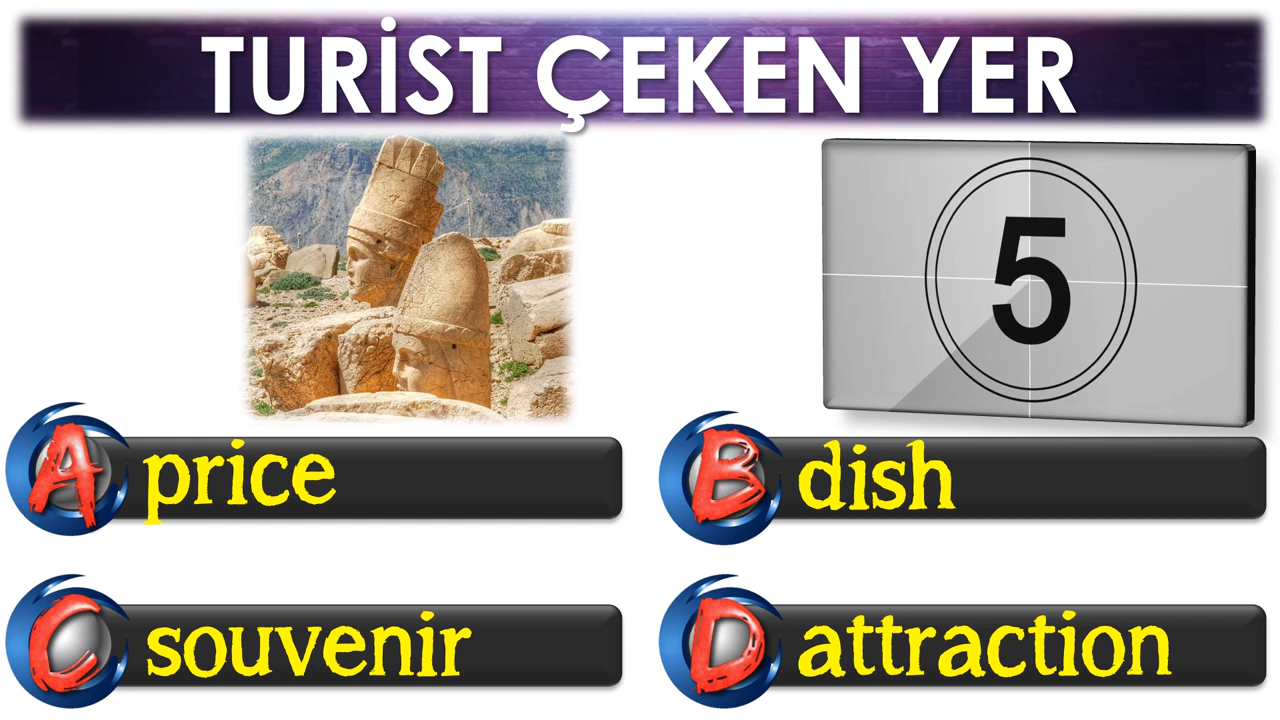 TURİST ÇEKEN YER
5
A price
B dish
C souvenir
D attraction